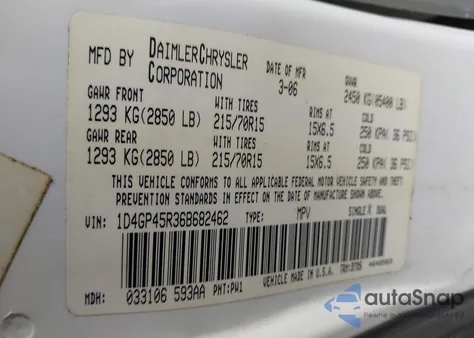 MFD BY DAIMLERCHRYSLER CORPORATION DATE OF MFR 3-06 GVWR 2450 KG(05400 LB)
GAWR FRONT WITH TIRES RIMS AT COLD
1293 KG(2850 LB) 215/70R15 15X6.5 250 KPA( 36 PSI)
GAWR REAR WITH TIRES RIMS AT COLD
1293 KG(2850 LB) 215/70R15 15X6.5 250 KPA( 36 PSI)
THIS VEHICLE CONFORMS TO ALL APPLICABLE FEDERAL MOTOR VEHICLE SAFETY, BUMPER, AND THEFT
PREVENTION STANDARDS IN EFFECT ON THE DATE OF MANUFACTURE SHOWN ABOVE.
VIN: 1D4GP45R36B682462 TYPE: MPV SINGLE X DUAL
VEHICLE MADE IN U.S.A.
MDH: 033106 593AA PNT: PW1
autoSnap